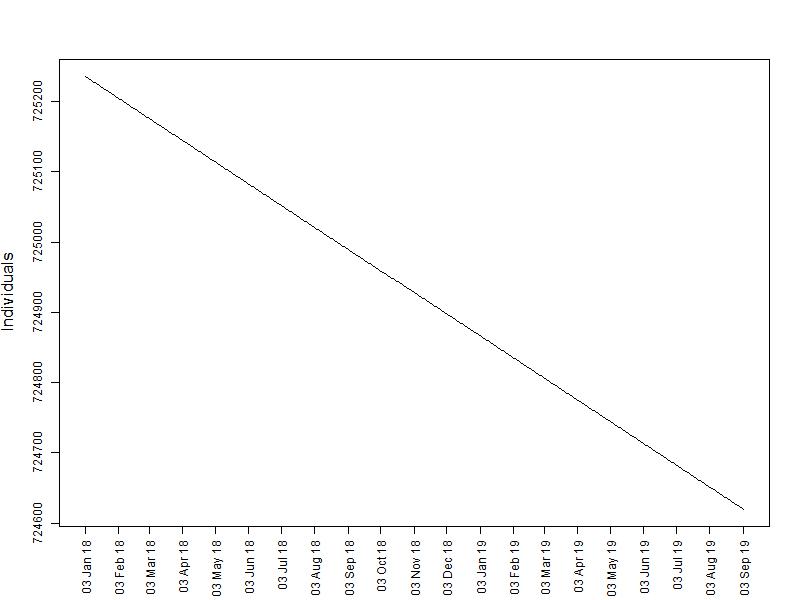 Individuals
725200
725100
725000
724900
724800
724700
724600
03 Jan 18
03 Feb 18
03 Mar 18
03 Apr 18
03 May 18
03 Jun 18
03 Jul 18
03 Aug 18
03 Sep 18
03 Oct 18
03 Nov 18
03 Dec 18
03 Jan 19
03 Feb 19
03 Mar 19
03 Apr 19
03 May 19
03 Jun 19
03 Jul 19
03 Aug 19
03 Sep 19